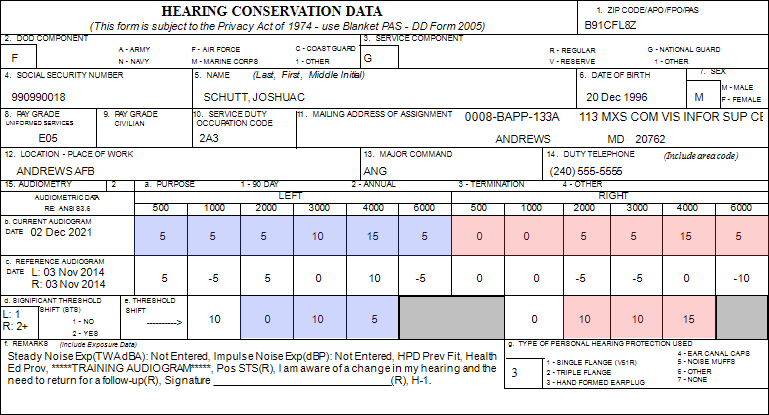 HEARING CONSERVATION DATA
(This form is subject to the Privacy Act of 1974 - use Blanket PAS - DD Form 2005)
1. ZIP CODE/APO/FPO/PAS
B91CFL8Z
2. DOD COMPONENT
F
A - ARMY F - AIR FORCE C - COAST GUARD
N - NAVY M - MARINE CORPS 1 - OTHER
3. SERVICE COMPONENT
G
R - REGULAR G - NATIONAL GUARD
V - RESERVE 1 - OTHER
4. SOCIAL SECURITY NUMBER
990990018
5. NAME (Last, First, Middle Initial)
SCHUTT, JOSHUA C
6. DATE OF BIRTH
20 Dec 1996
7. SEX
M
M - MALE
F - FEMALE
8. PAY GRADE
UNIFORMED SERVICES
E05
9. PAY GRADE
CIVILIAN
10. SERVICE DUTY
OCCUPATION CODE
2A3
11. MAILING ADDRESS OF ASSIGNMENT 0008-BAPP-133A 113 MXS COM VIS INFOR SUP CE
ANDREWS MD 20762
12. LOCATION - PLACE OF WORK
ANDREWS AFB
13. MAJOR COMMAND
ANG
14. DUTY TELEPHONE (Include area code)
(240) 555-5555
15. AUDIOMETRY 2 a. PURPOSE 1 - 90 DAY 2 - ANNUAL 3 - TERMINATION 4 - OTHER
AUDIOMETRIC DATA
RE: ANSI S3.6
LEFT RIGHT
500 1000 2000 3000 4000 6000 500 1000 2000 3000 4000 6000
b. CURRENT AUDIOGRAM
DATE 02 Dec 2021
5 5 5 10 15 5 0 0 5 5 15 5
c. REFERENCE AUDIOGRAM
DATE L: 03 Nov 2014
R: 03 Nov 2014
5 -5 5 0 10 -5 0 0 -5 -5 0 -10
d. SIGNIFICANT THRESHOLD
SHIFT (STS)
L: 1
R: 2+
1 - NO
2 - YES
e. THRESHOLD
SHIFT
---------->
10 0 10 5 0 10 10 15
f. REMARKS (Include Exposure Data)
Steady Noise Exp(TWA dBA): Not Entered, Impulse Noise Exp(dBP): Not Entered, HPD Prev Fit, Health
Ed Prov, *****TRAINING AUDIOGRAM*****, Pos STS(R), I am aware of a change in my hearing and the
need to return for a follow-up(R), Signature ______________________________(R), H-1.
g. TYPE OF PERSONAL HEARING PROTECTION USED
3
1 - SINGLE FLANGE (V51R)
2 - TRIPLE FLANGE
3 - HAND FORMED EARPLUG
4 - EAR CANAL CAPS
5 - NOISE MUFFS
6 - OTHER
7 - NONE